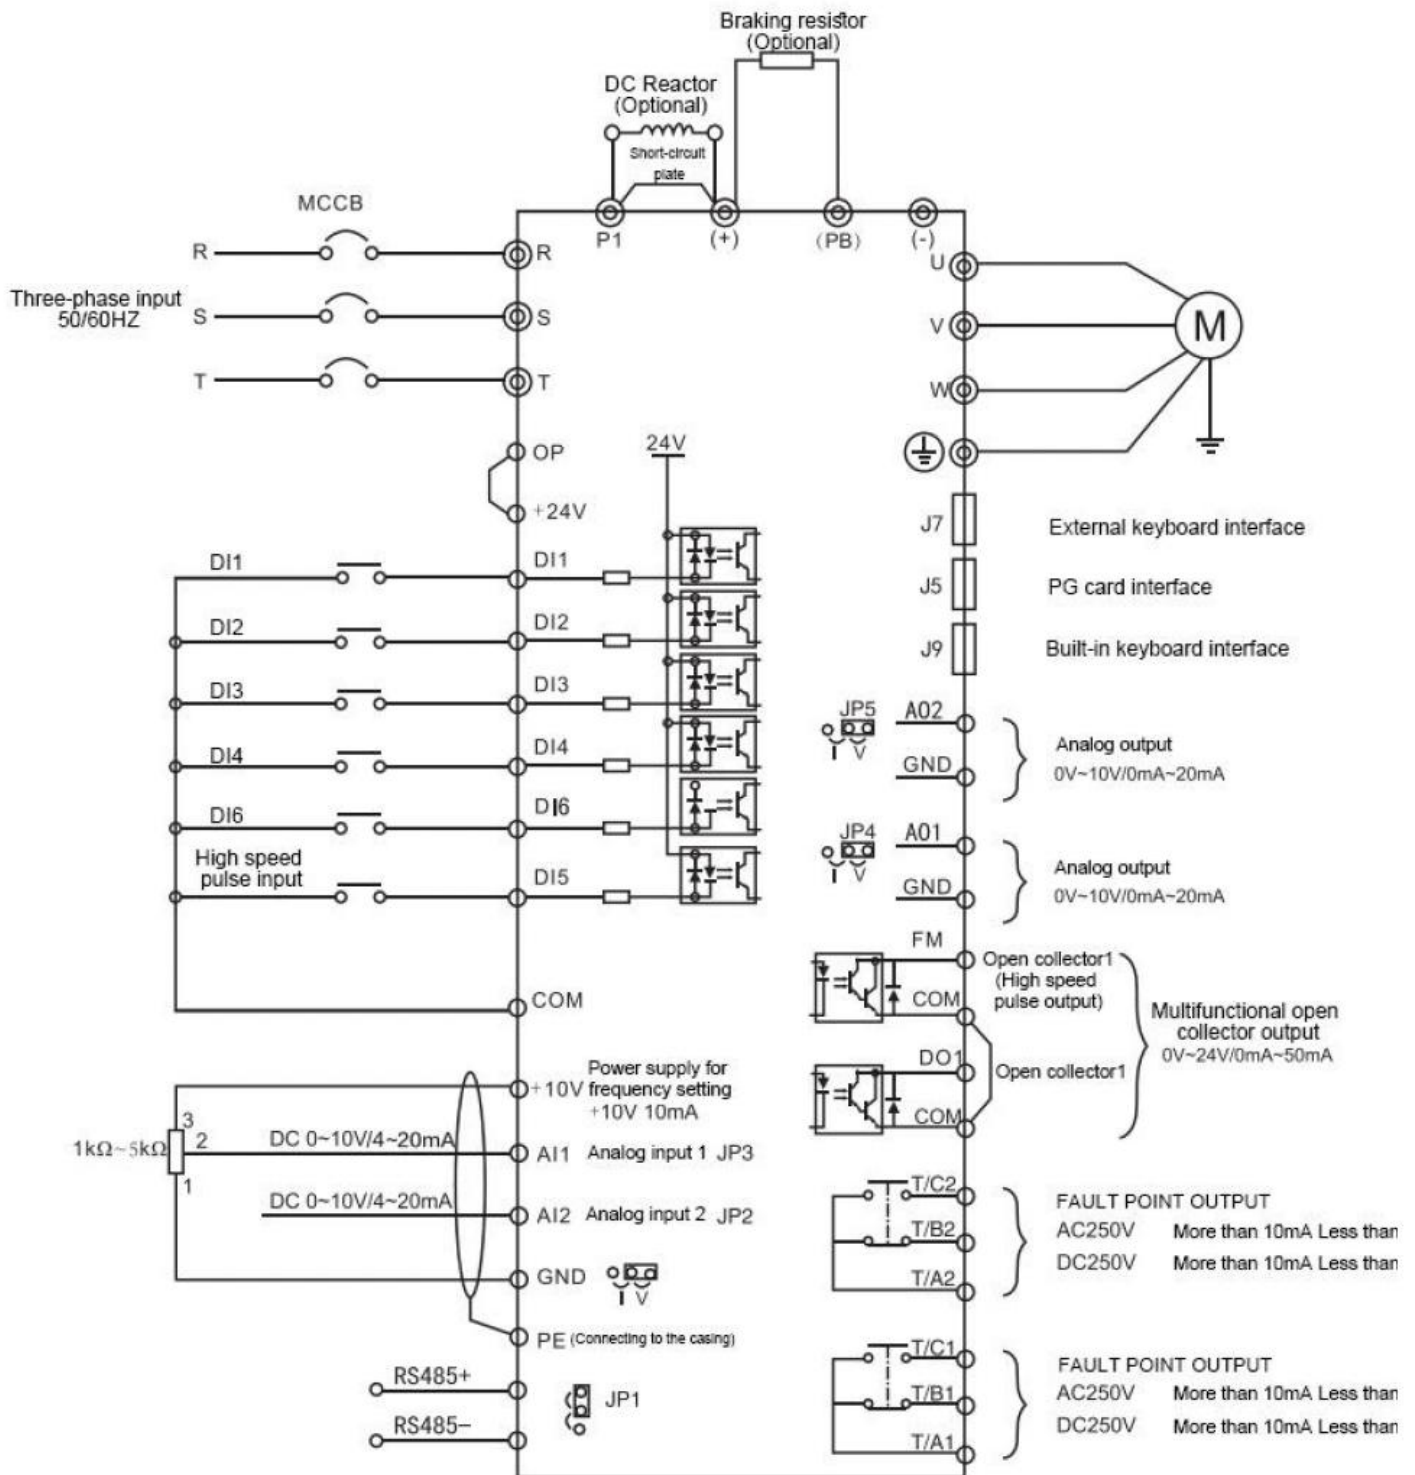 Braking resistor
(Optional)
DC Reactor
(Optional)
Short-circuit
plate
MCCB
P1
(+)
(PB)
(-)
R
R
Three-phase input
50/60HZ
S
S
T
T
U
V
W
M
OP
+24V
24V
J7
External keyboard interface
J5
PG card interface
J9
Built-in keyboard interface
DI1
DI1
DI2
DI2
DI3
DI3
DI4
DI4
DI6
DI6
High speed
pulse input
DI5
COM
JP5
I V
AO2
GND
Analog output
0V~10V/0mA~20mA
JP4
I V
AO1
GND
Analog output
0V~10V/0mA~20mA
FM
COM
Open collector1
(High speed
pulse output)
DO1
COM
Open collector1
Multifunctional open
collector output
0V~24V/0mA~50mA
+10V
Power supply for
frequency setting
+10V 10mA
1kΩ~5kΩ
3
2
1
DC 0~10V/4~20mA
AI1 Analog input 1 JP3
DC 0~10V/4~20mA
AI2 Analog input 2 JP2
GND
I V
PE (Connecting to the casing)
RS485+
RS485-
JP1
T/C2
T/B2
T/A2
FAULT POINT OUTPUT
AC250V More than 10mA Less than
DC250V More than 10mA Less than
T/C1
T/B1
T/A1
FAULT POINT OUTPUT
AC250V More than 10mA Less than
DC250V More than 10mA Less than